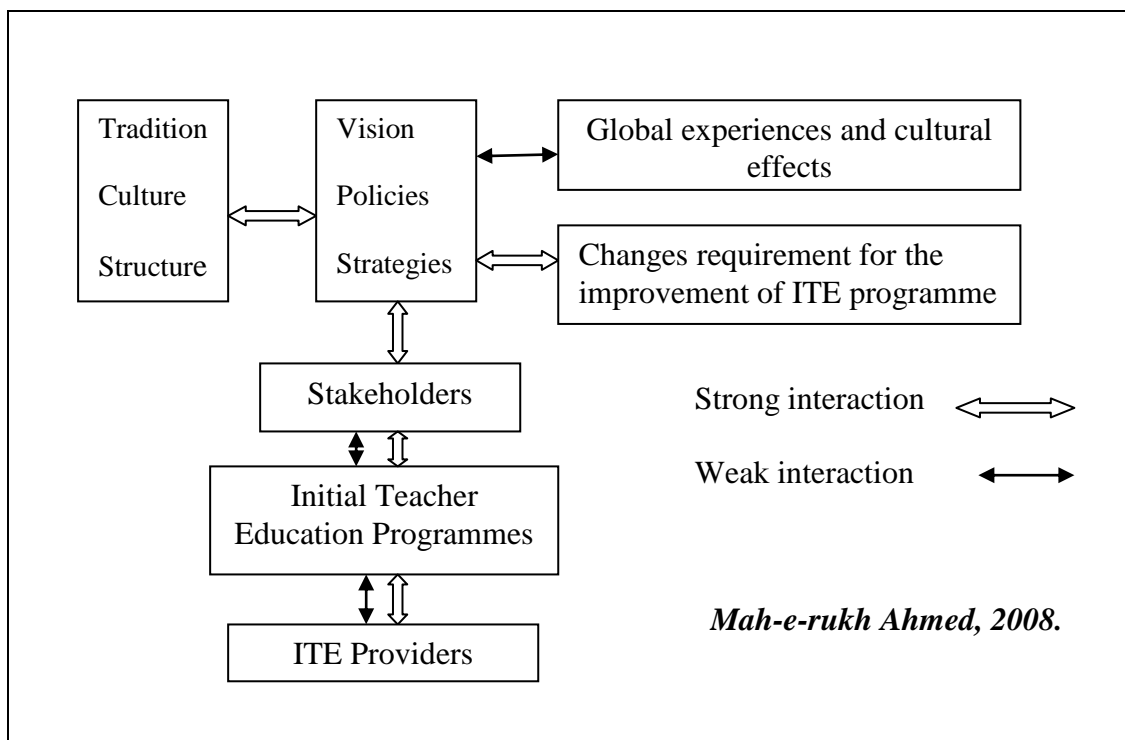 Tradition
Culture
Structure
Vision
Policies
Strategies
Global experiences and cultural
effects
Changes requirement for the
improvement of ITE programme
Stakeholders
Strong interaction
Weak interaction
Initial Teacher
Education Programmes
ITE Providers
Mah-e-rukh Ahmed, 2008.